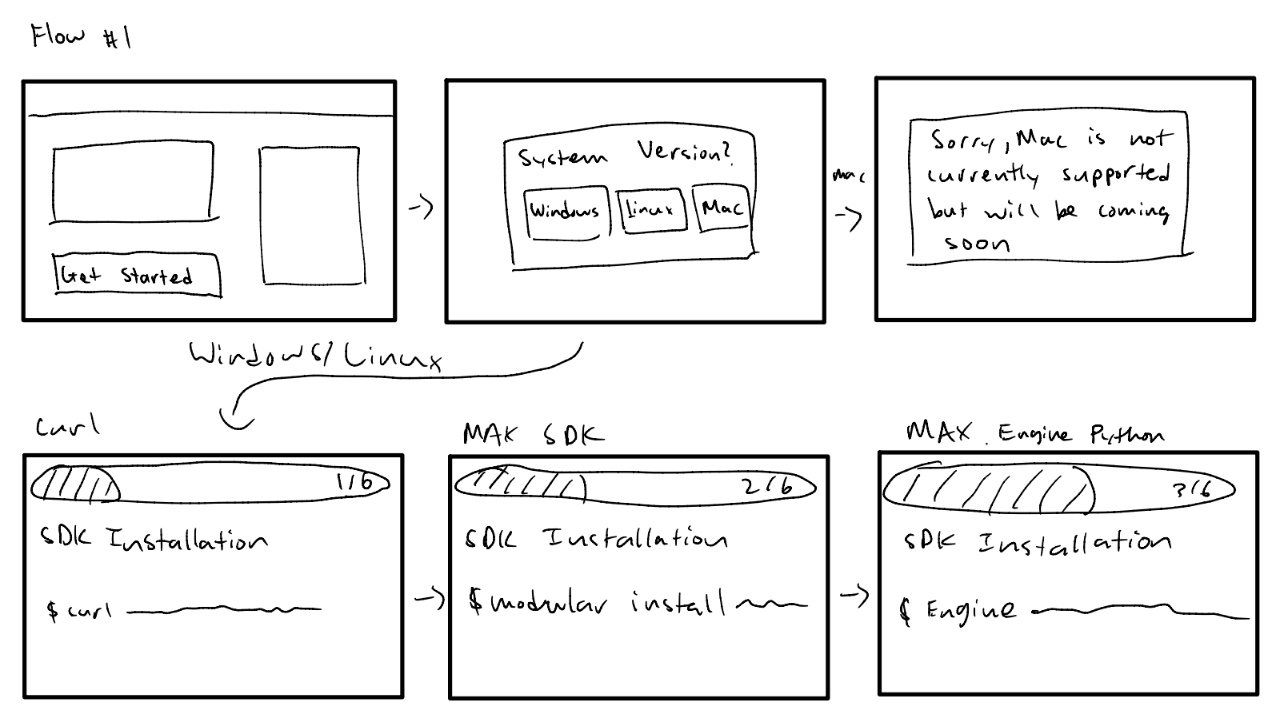 Flow #1
Get Started
System Version?
Windows Linux Mac
mac
Sorry, Mac is not
currently supported
but will be coming
soon
Windows/Linux
curl
1/6
SDK Installation
$ curl
MAX SDK
2/6
SDK Installation
$ modular install
MAX Engine Python
3/6
SDK Installation
$ Engine